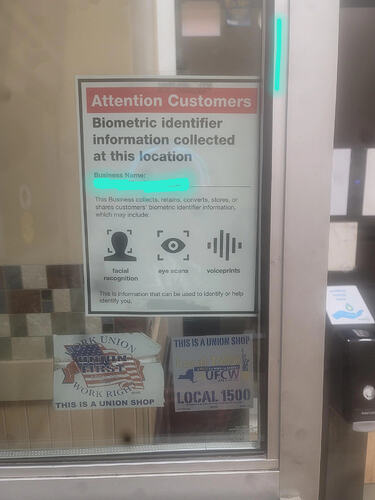 Attention Customers
Biometric identifier
information collected
at this location
Business Name:
This Business collects, retains, converts, stores, or
shares customers' biometric identifier information,
which may include:
facial
recognition
eye scans
voiceprints
This is information that can be used to identify or help
identify you.
WORK UNION
UNION
FIRST
WORK RIGHT
THIS IS A UNION SHOP
THIS IS A UNION SHOP
UFCW
LOCAL 1500